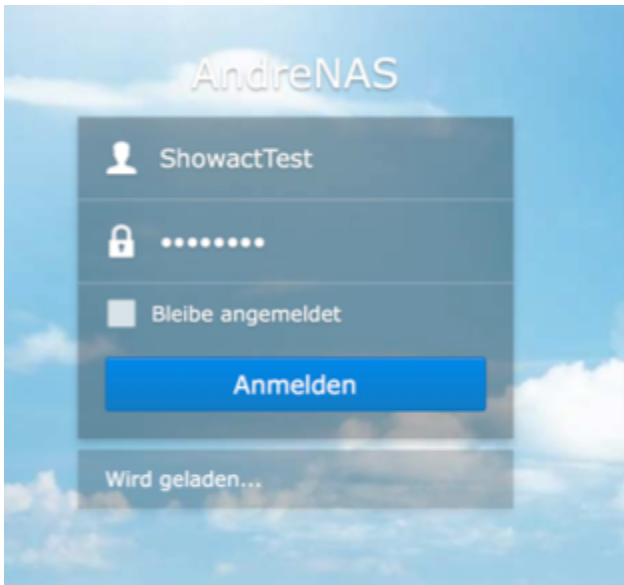 AndreNAS
ShowactTest
••••••••
Bleibe angemeldet
Anmelden
Wird geladen...